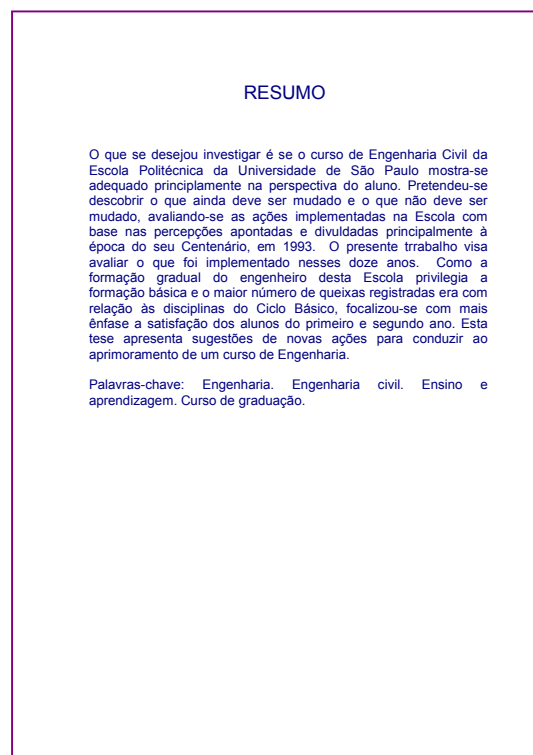 RESUMO
O que se desejou investigar é se o curso de Engenharia Civil da
Escola Politécnica da Universidade de São Paulo mostra-se
adequado principlamente na perspectiva do aluno. Pretendeu-se
descobrir o que ainda deve ser mudado e o que não deve ser
mudado, avaliando-se as ações implementadas na Escola com
base nas percepções apontadas e divuldadas principalmente à
época do seu Centenário, em 1993. O presente trrabalho visa
avaliar o que foi implementado nesses doze anos. Como a
formação gradual do engenheiro desta Escola privilegia a
formação básica e o maior número de queixas registradas era com
relação às disciplinas do Ciclo Básico, focalizou-se com mais
ênfase a satisfação dos alunos do primeiro e segundo ano. Esta
tese apresenta sugestões de novas ações para conduzir ao
aprimoramento de um curso de Engenharia.
Palavras-chave: Engenharia. Engenharia civil. Ensino e
aprendizagem. Curso de graduação.